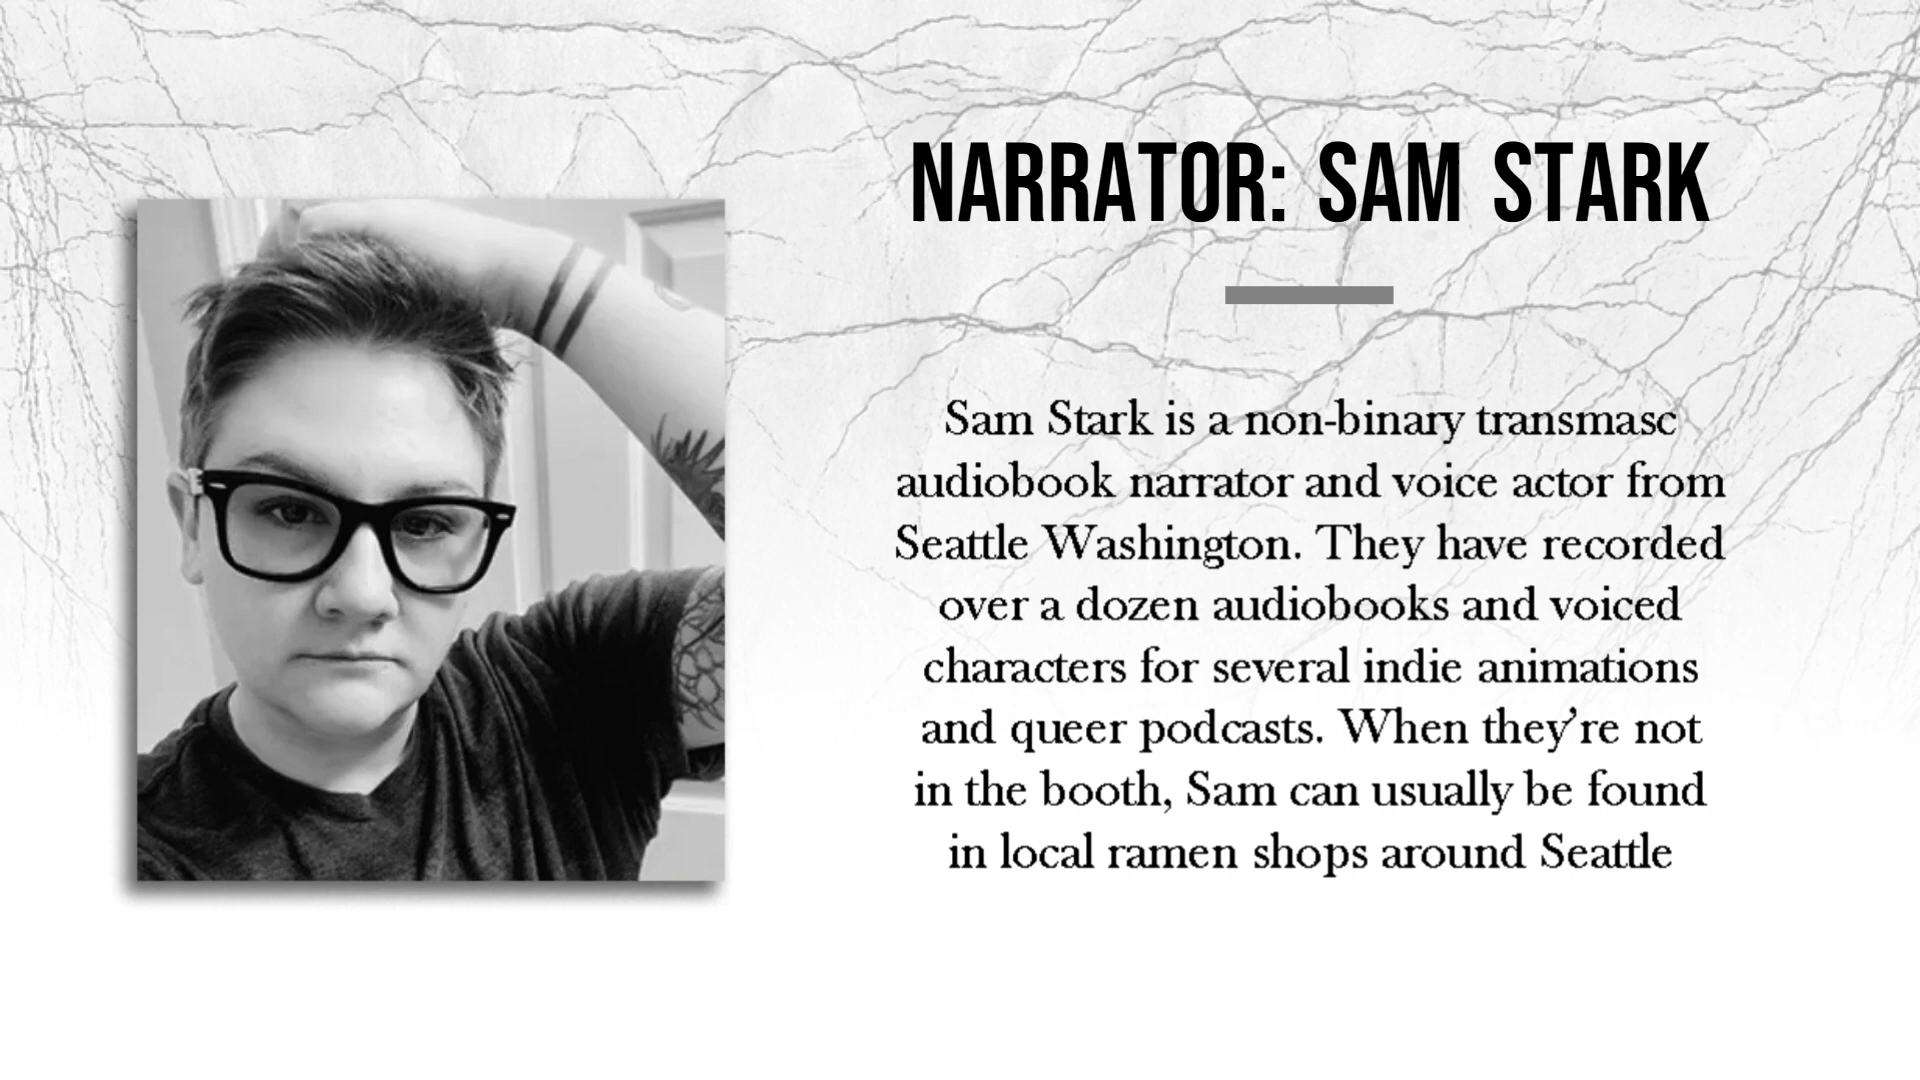 NARRATOR: SAM STARK
Sam Stark is a non-binary transmasc
audiobook narrator and voice actor from
Seattle Washington. They have recorded
over a dozen audiobooks and voiced
characters for several indie animations
and queer podcasts. When they’re not
in the booth, Sam can usually be found
in local ramen shops around Seattle